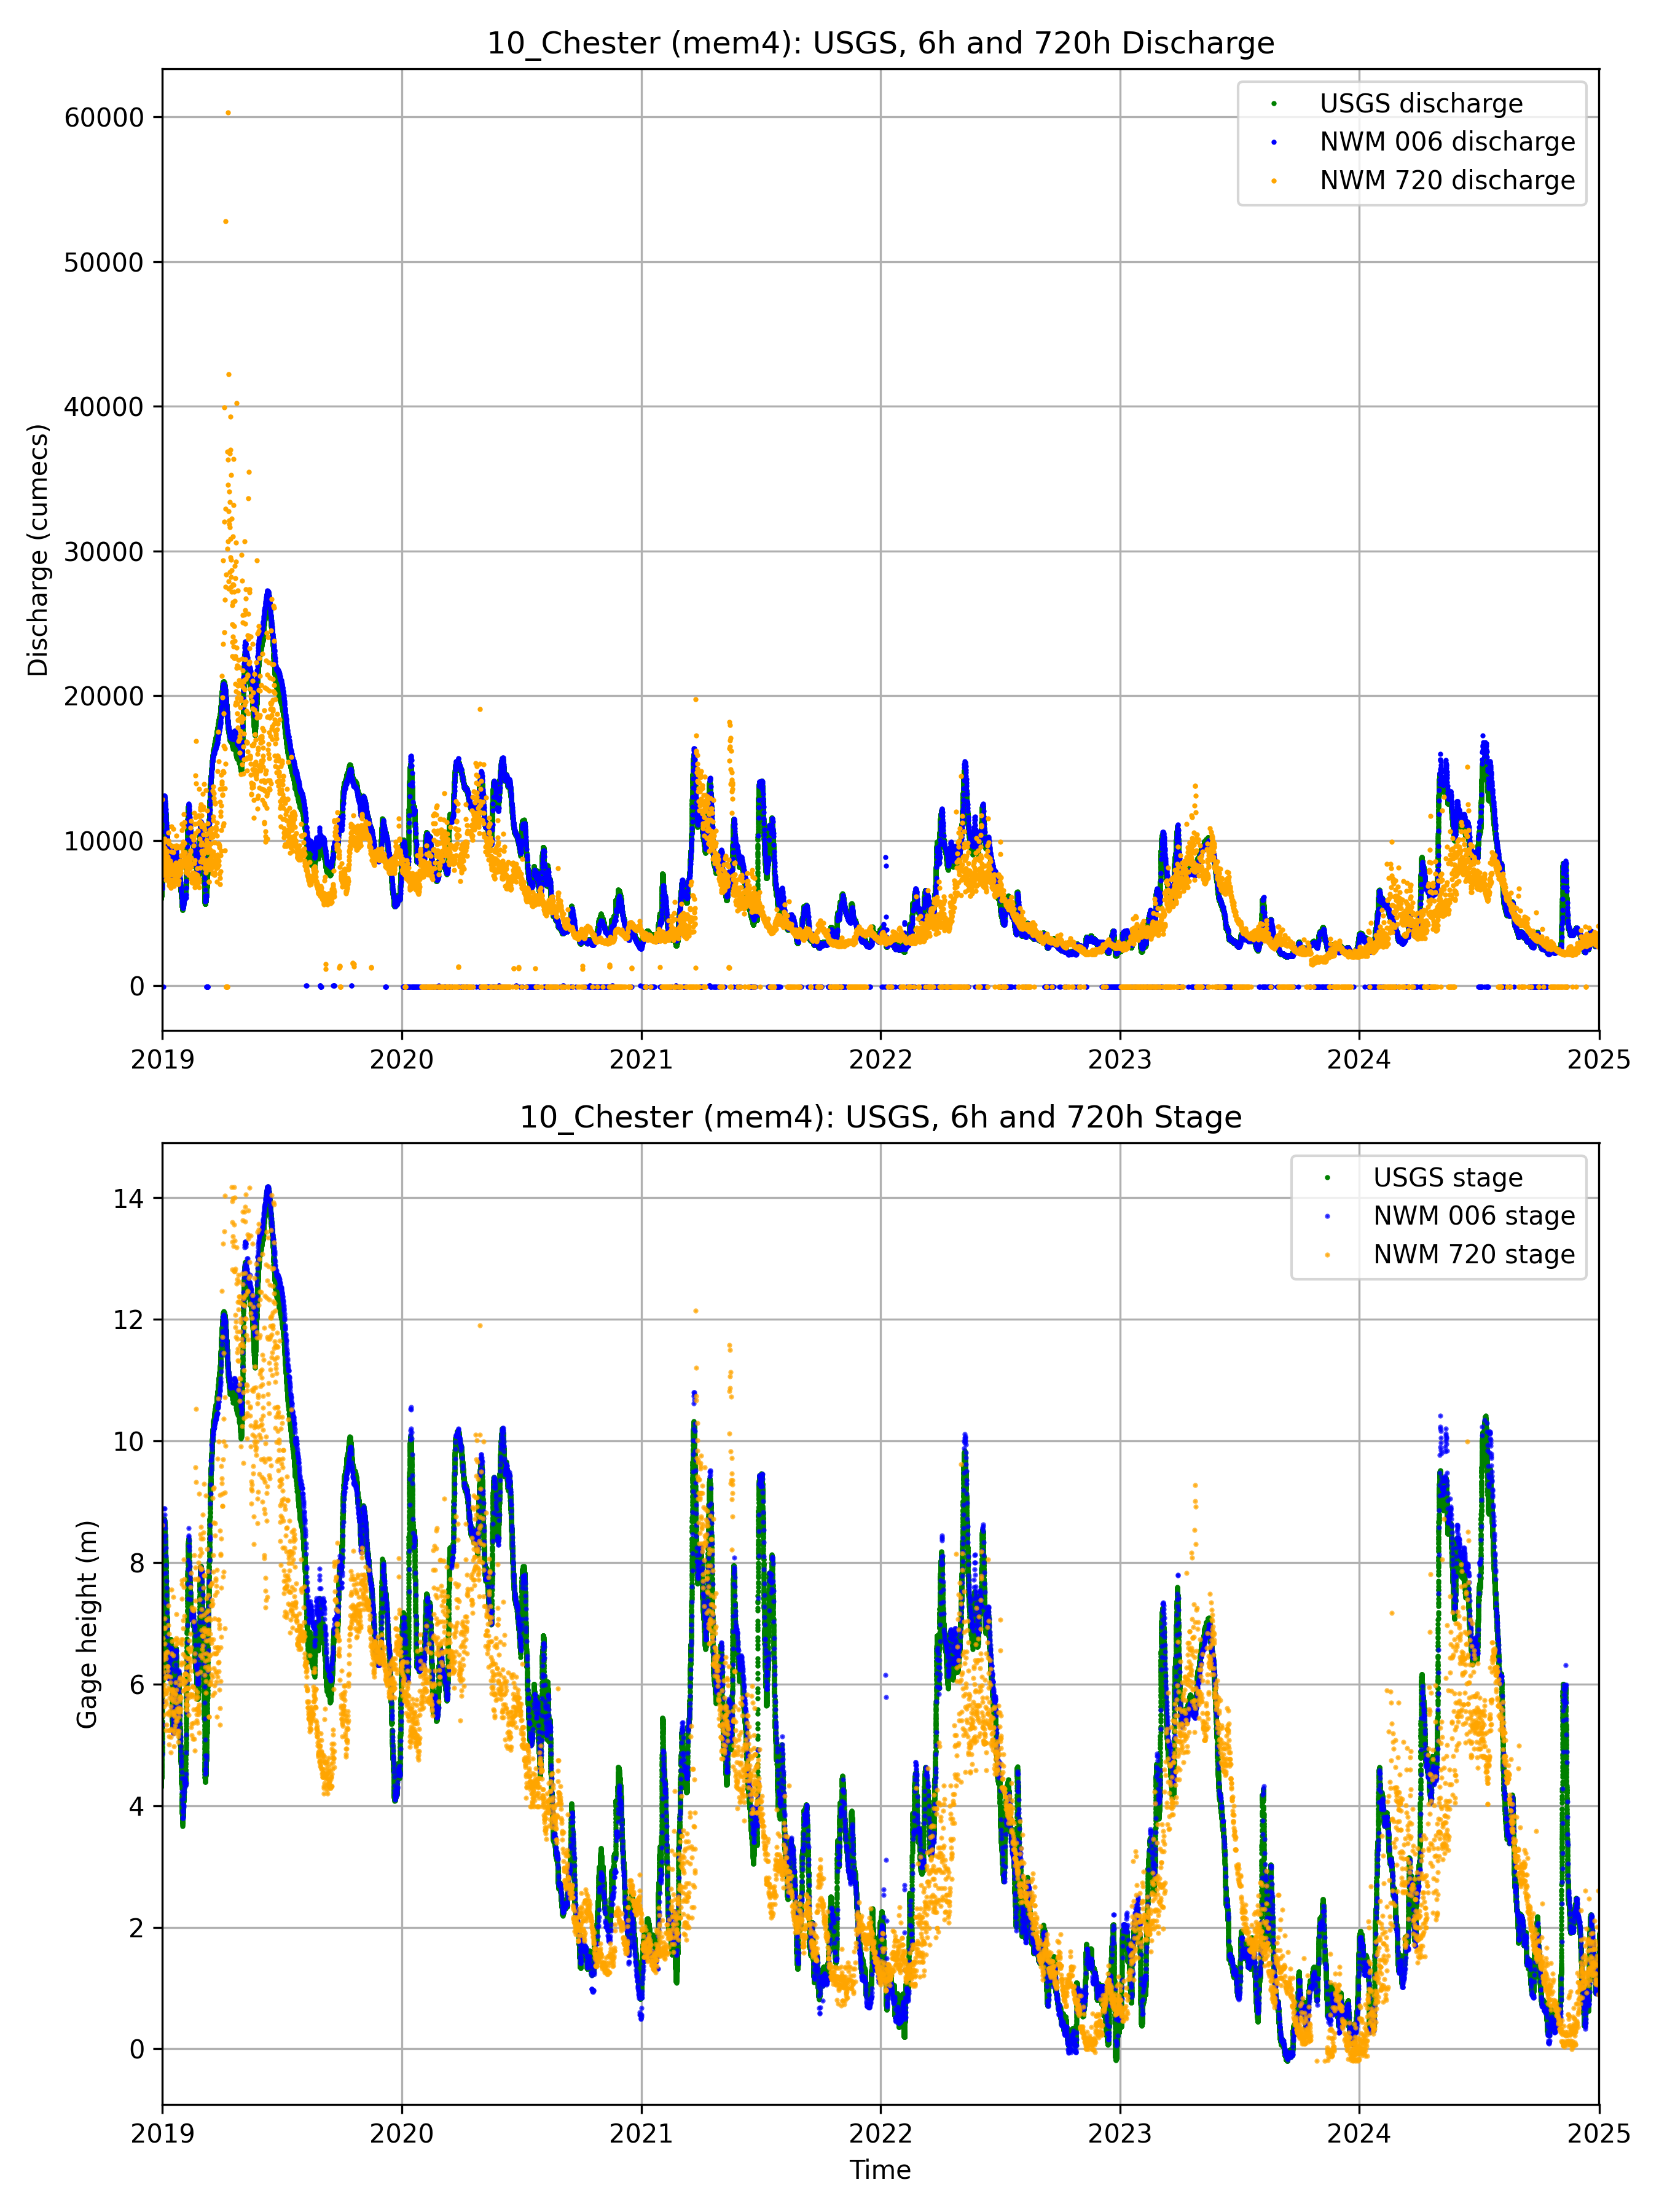 10_Chester (mem4): USGS, 6h and 720h Discharge
USGS discharge
NWM 006 discharge
NWM 720 discharge
Discharge (cumecs)
60000
50000
40000
30000
20000
10000
0
2019 2020 2021 2022 2023 2024 2025
10_Chester (mem4): USGS, 6h and 720h Stage
USGS stage
NWM 006 stage
NWM 720 stage
Gage height (m)
14
12
10
8
6
4
2
0
2019 2020 2021 2022 2023 2024 2025
Time